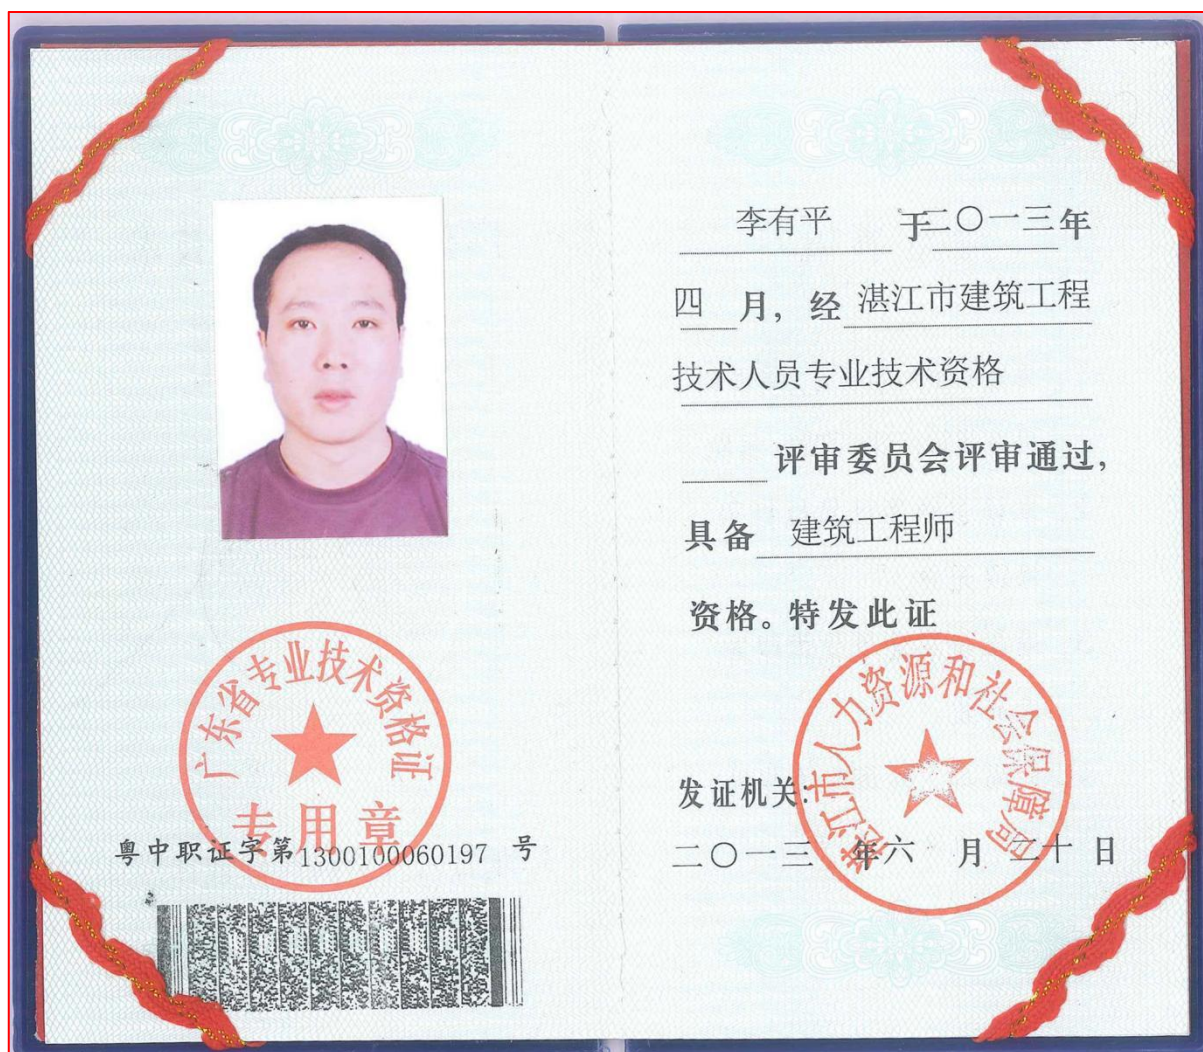 广东省专业技术资格证
专用章
粤中职证字第1300100060197号
李有平 于二〇一三年
四月，经湛江市建筑工程
技术人员专业技术资格
评审委员会评审通过，
具备 建筑工程师
资格。特发此证
湛江市人力资源和社会保障局
发证机关：
二〇一三 年六 月 二十 日